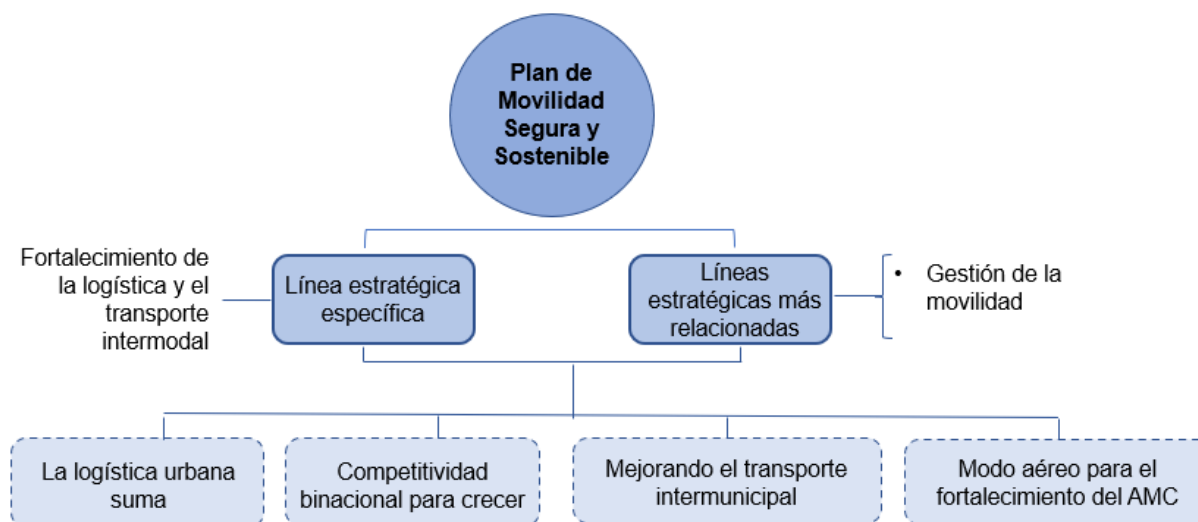 Plan de
Movilidad
Segura y
Sostenible
Fortalecimiento de
la logística y el
transporte
intermodal
Línea estratégica
específica
Líneas
estratégicas más
relacionadas
• Gestión de la
movilidad
La logística urbana
suma
Competitividad
binacional para crecer
Mejorando el transporte
intermunicipal
Modo aéreo para el
fortalecimiento del AMC